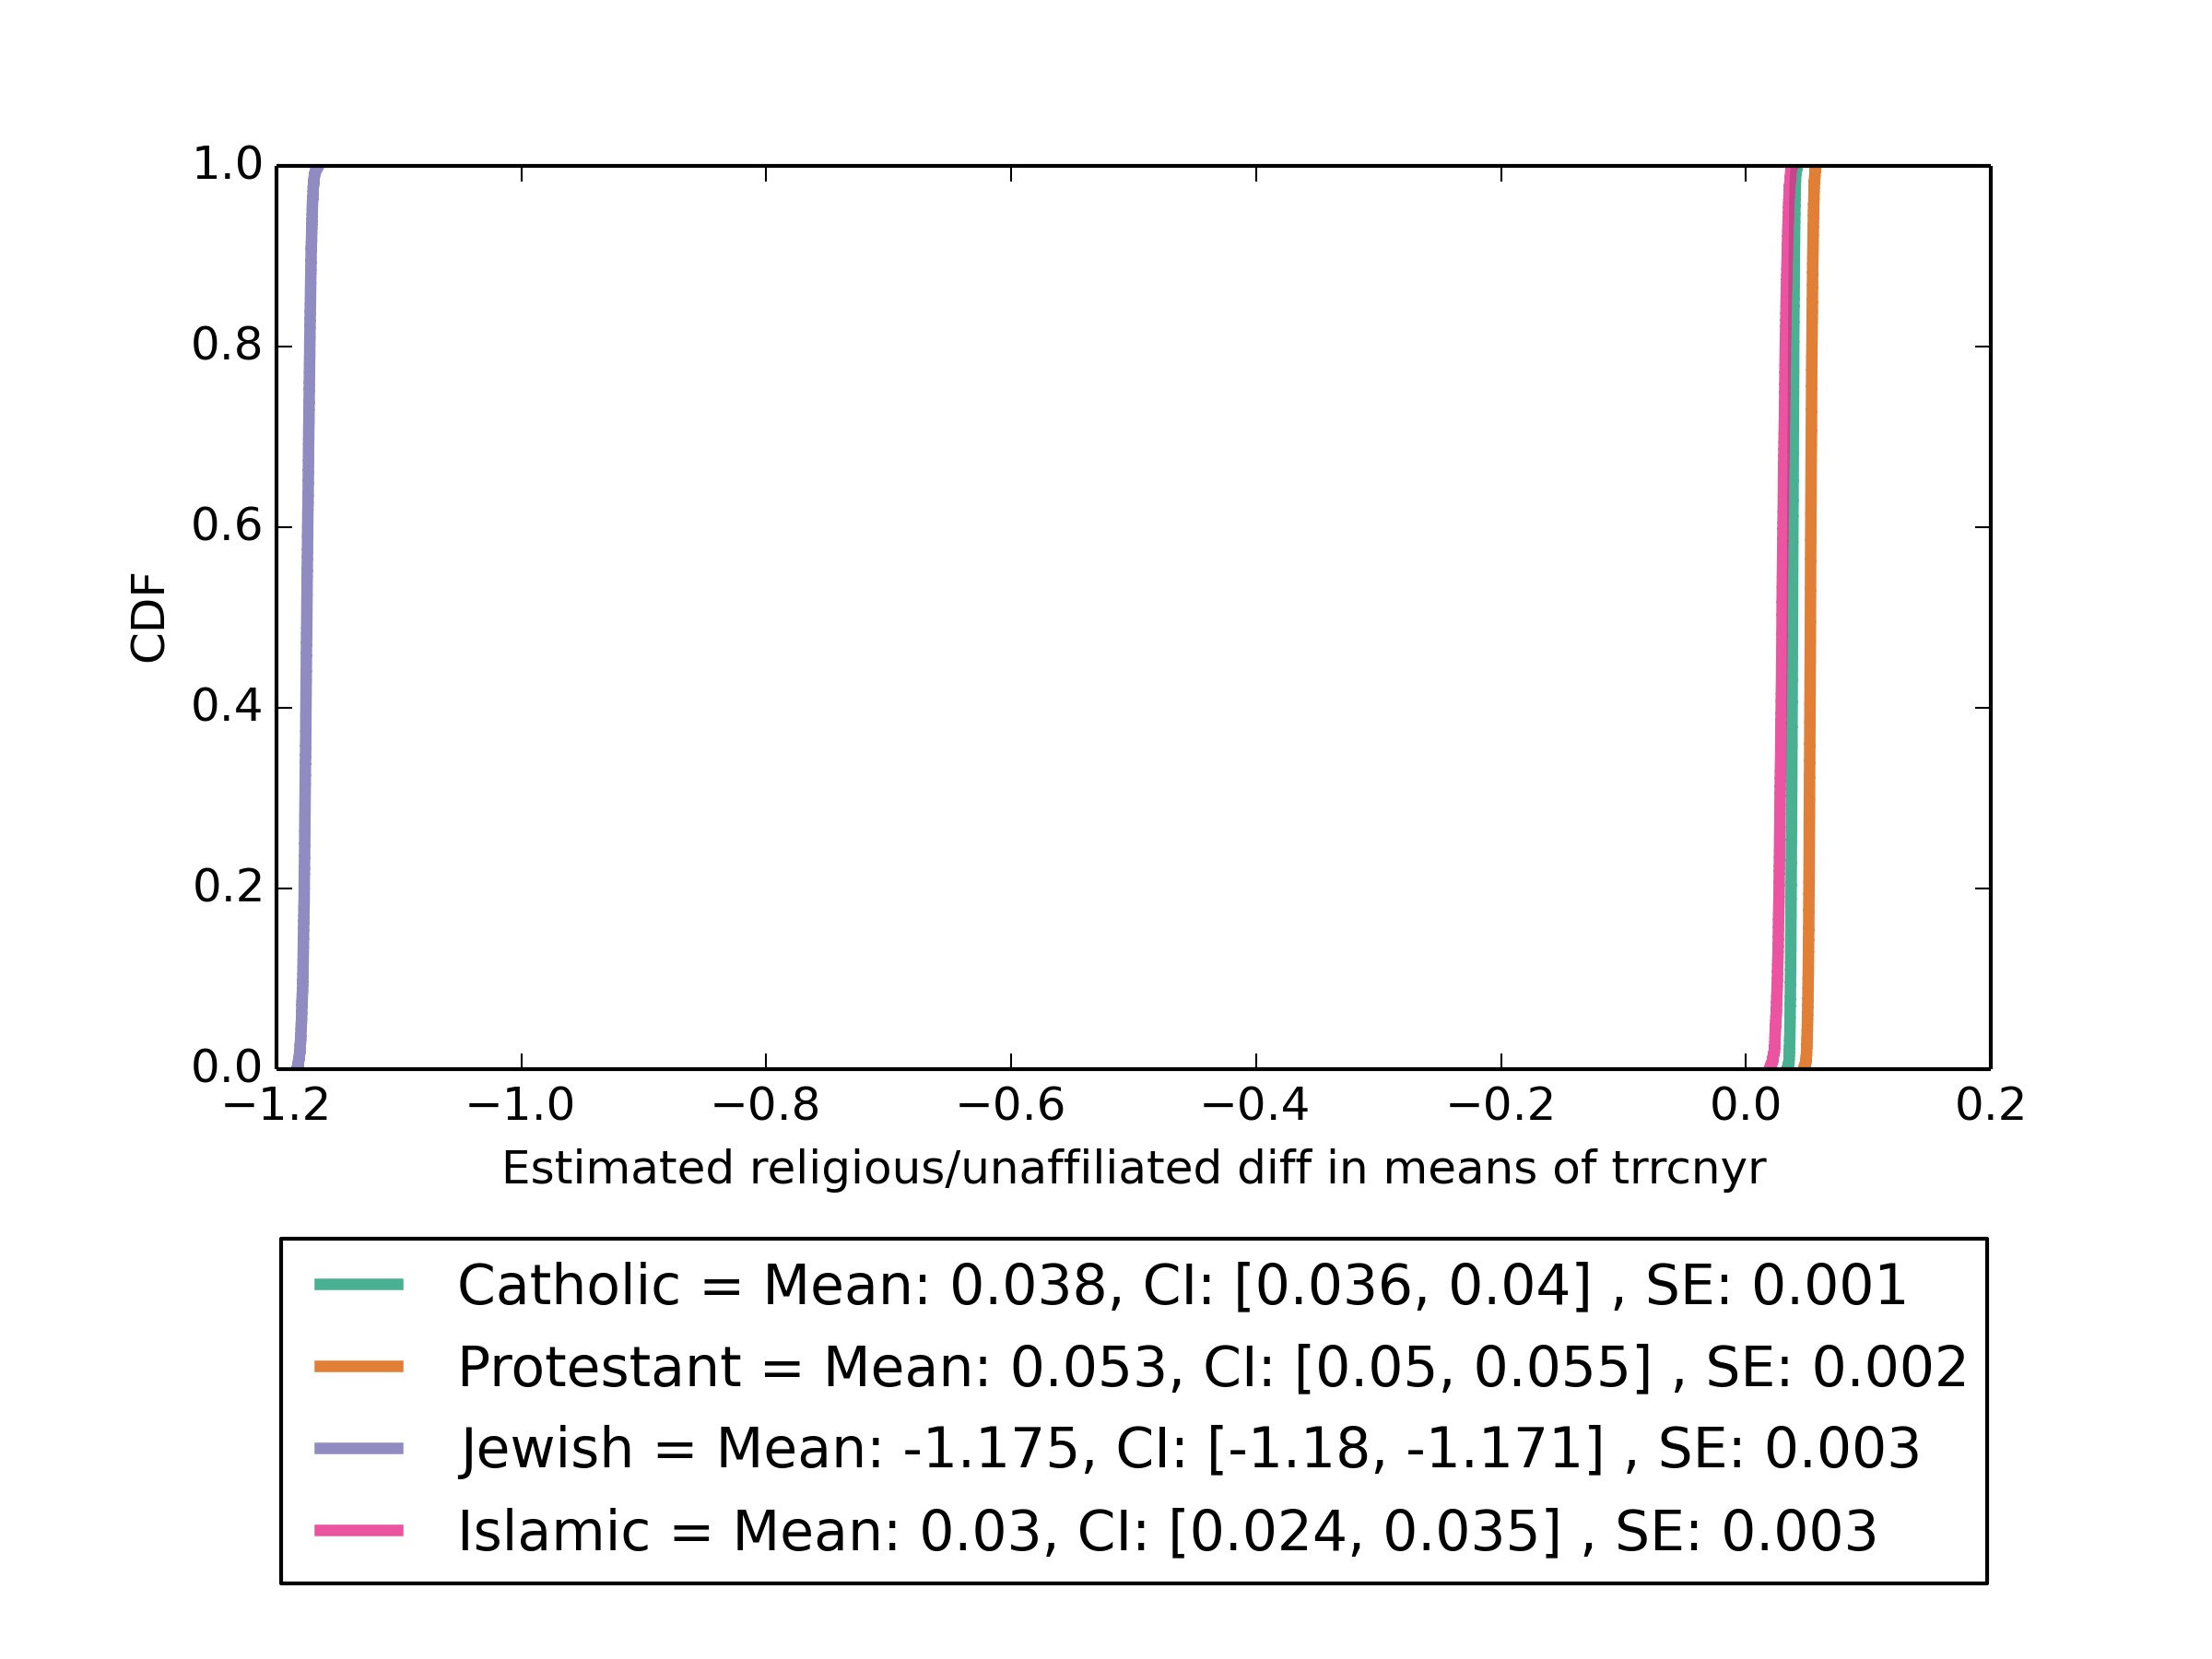 1.0
0.8
0.6
0.4
0.2
0.0
CDF
−1.2 −1.0 −0.8 −0.6 −0.4 −0.2 0.0 0.2
Estimated religious/unaffiliated diff in means of trrcnyr
Catholic = Mean: 0.038, CI: [0.036, 0.04] , SE: 0.001
Protestant = Mean: 0.053, CI: [0.05, 0.055] , SE: 0.002
Jewish = Mean: -1.175, CI: [-1.18, -1.171] , SE: 0.003
Islamic = Mean: 0.03, CI: [0.024, 0.035] , SE: 0.003